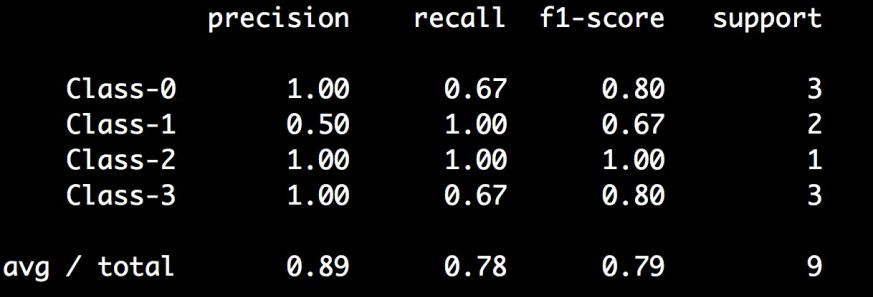 precision recall f1-score support
Class-0 1.00 0.67 0.80 3
Class-1 0.50 1.00 0.67 2
Class-2 1.00 1.00 1.00 1
Class-3 1.00 0.67 0.80 3
avg / total 0.89 0.78 0.79 9